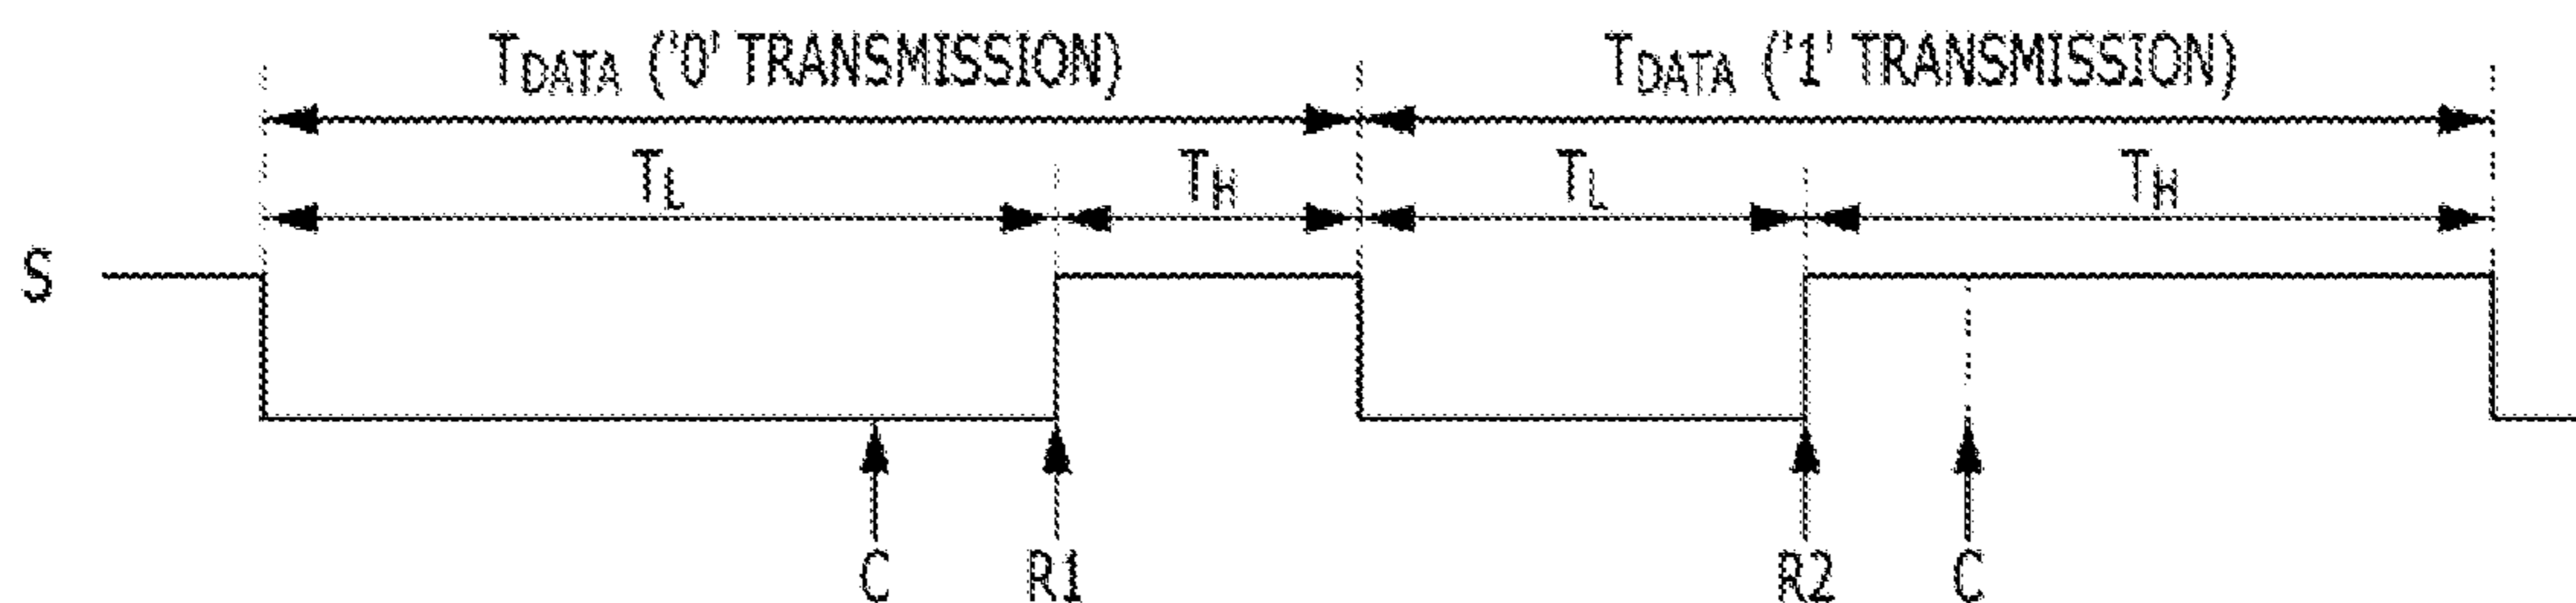 TDATA ('0' TRANSMISSION) TDATA ('1' TRANSMISSION)
TL TH TL TH
S
C R1 R2 C